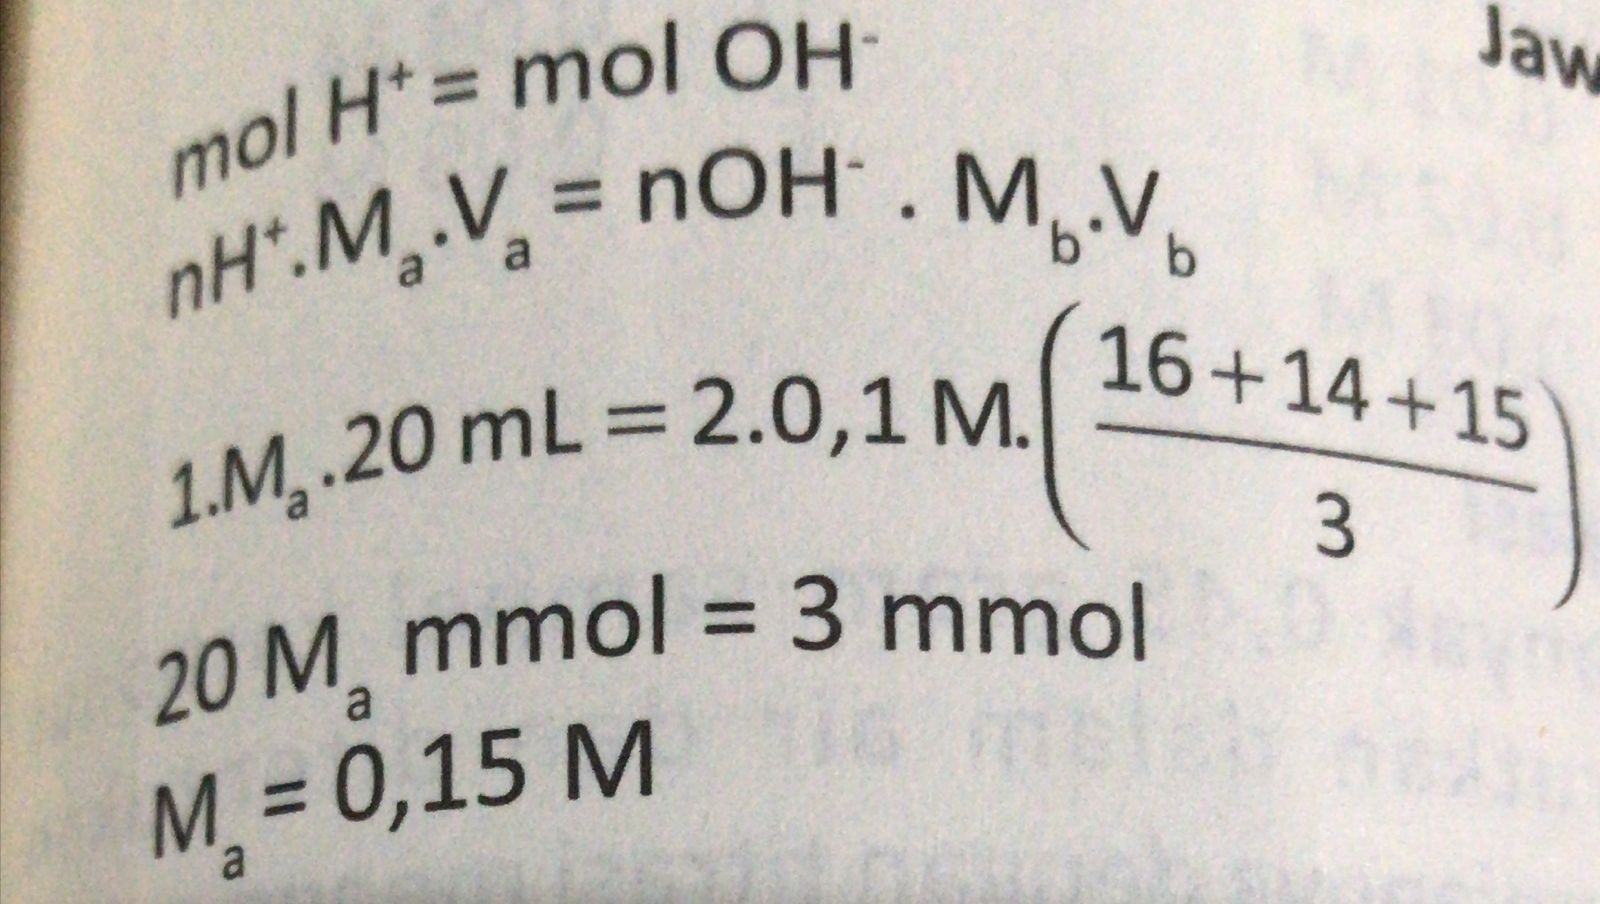 mol H⁺ = mol OH⁻
Jaw
nH⁺.Mₐ.Vₐ = nOH⁻ . M_b.V_b
1.Mₐ.20 mL = 2.0,1 M.((16 + 14 + 15)/3)
20 Mₐ mmol = 3 mmol
Mₐ = 0,15 M